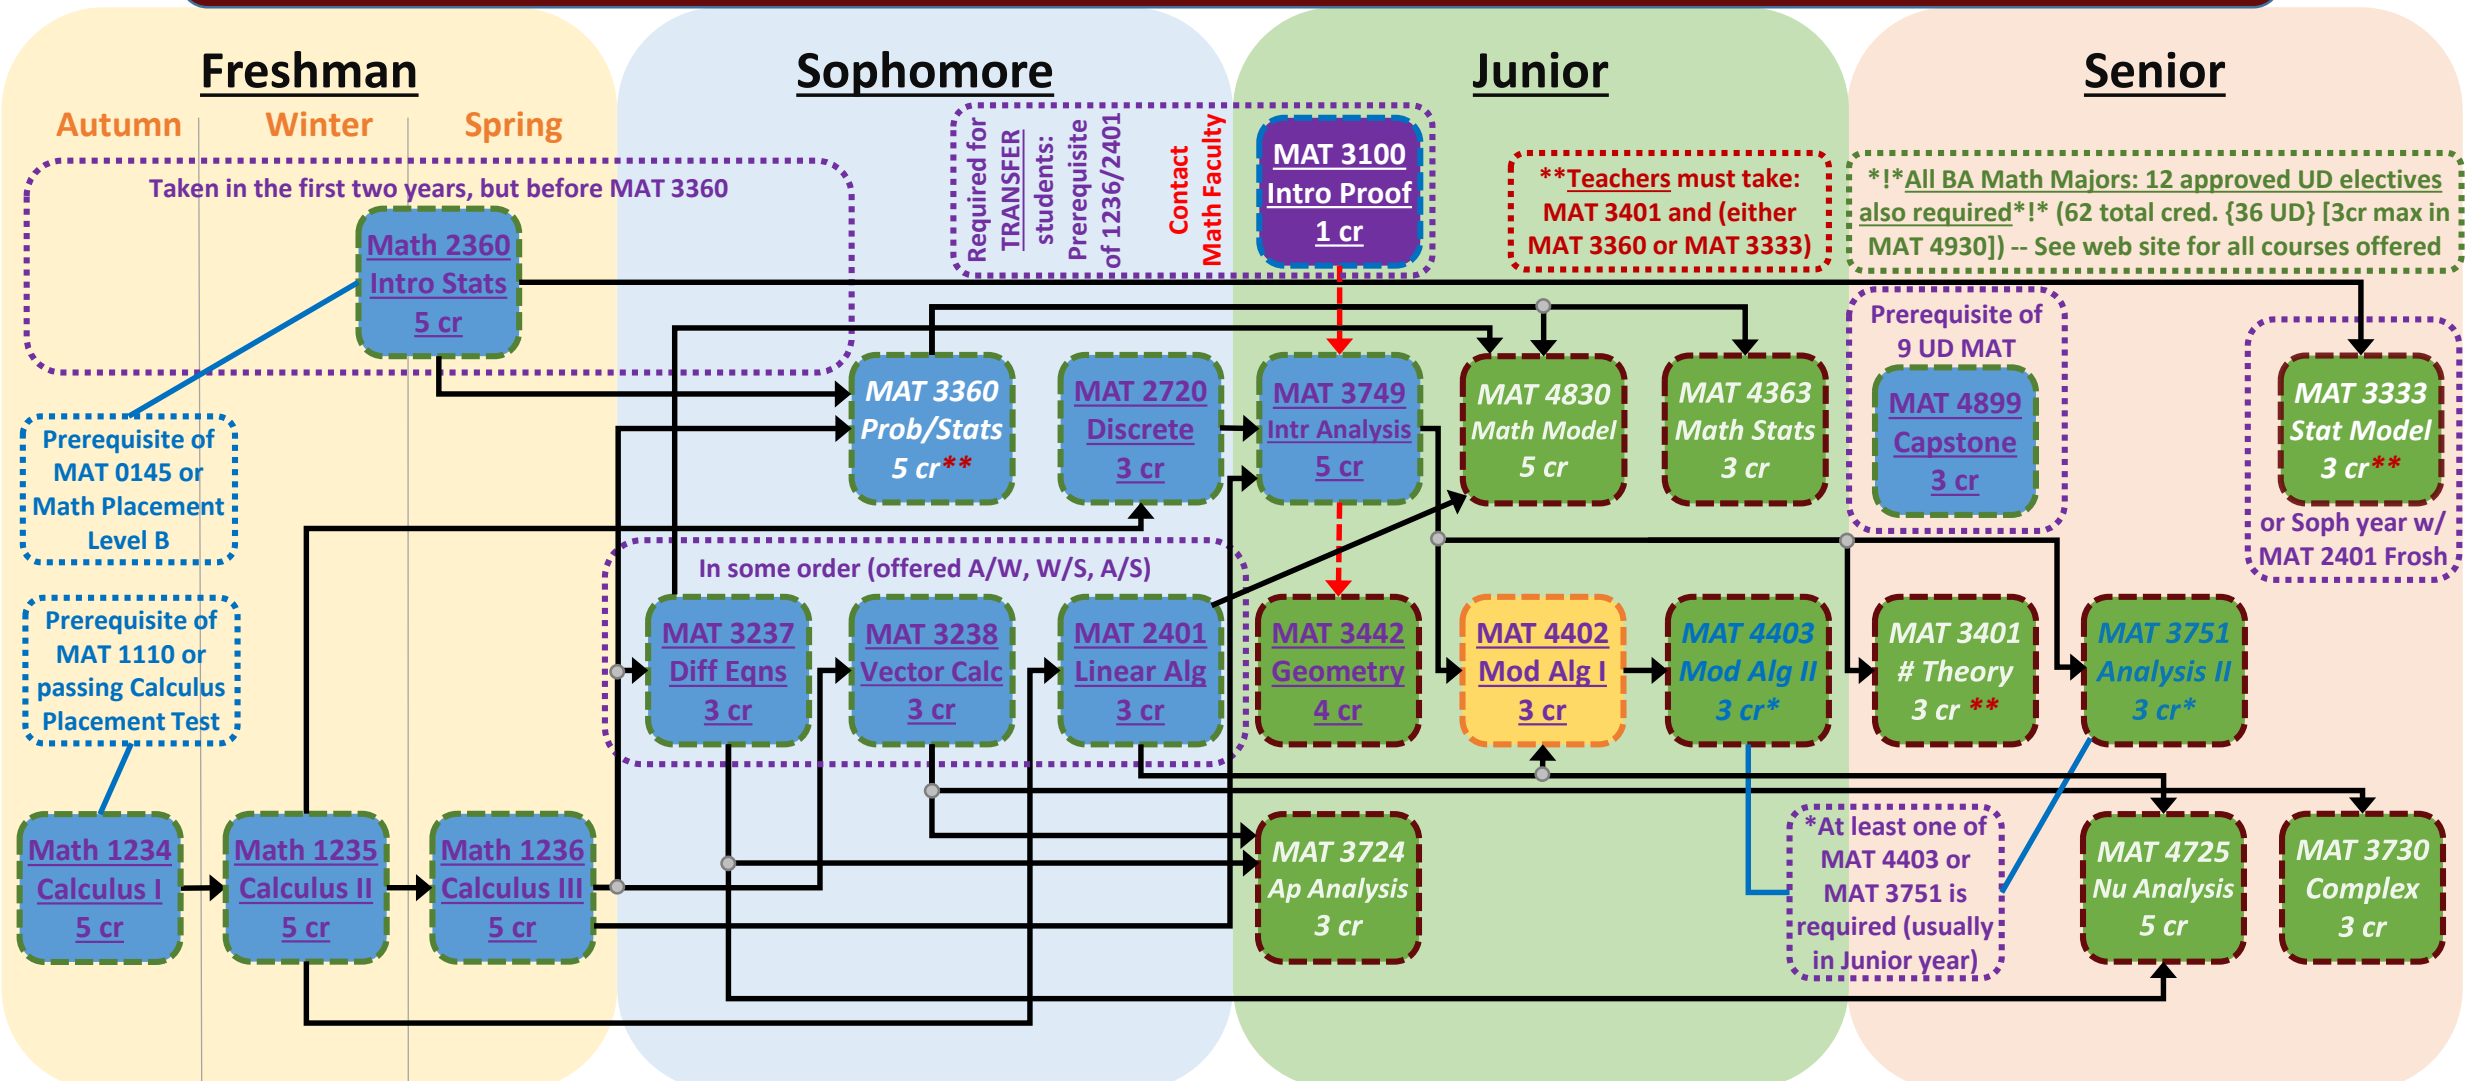 Freshman
Sophomore
Junior
Senior
Autumn
Winter
Spring
Taken in the first two years, but before MAT 3360
Math 2360
Intro Stats
5 cr
Required for
TRANSFER
students:
Prerequisite
of 1236/2401
Contact
Math Faculty
MAT 3100
Intro Proof
1 cr
**Teachers must take:
MAT 3401 and (either
MAT 3360 or MAT 3333)
*!*All BA Math Majors: 12 approved UD electives
also required*!* (62 total cred. {36 UD} [3cr max in
MAT 4930]) -- See web site for all courses offered
Prerequisite of
MAT 0145 or
Math Placement
Level B
MAT 3360
Prob/Stats
5 cr**
MAT 2720
Discrete
3 cr
MAT 3749
Intr Analysis
5 cr
MAT 4830
Math Model
5 cr
MAT 4363
Math Stats
3 cr
Prerequisite of
9 UD MAT
MAT 4899
Capstone
3 cr
MAT 3333
Stat Model
3 cr**
or Soph year w/
MAT 2401 Frosh
Prerequisite of
MAT 1110 or
passing Calculus
Placement Test
In some order (offered A/W, W/S, A/S)
MAT 3237
Diff Eqns
3 cr
MAT 3238
Vector Calc
3 cr
MAT 2401
Linear Alg
3 cr
MAT 3442
Geometry
4 cr
MAT 4402
Mod Alg I
3 cr
MAT 4403
Mod Alg II
3 cr*
MAT 3401
# Theory
3 cr **
MAT 3751
Analysis II
3 cr*
Math 1234
Calculus I
5 cr
Math 1235
Calculus II
5 cr
Math 1236
Calculus III
5 cr
MAT 3724
Ap Analysis
3 cr
*At least one of
MAT 4403 or
MAT 3751 is
required (usually
in Junior year)
MAT 4725
Nu Analysis
5 cr
MAT 3730
Complex
3 cr